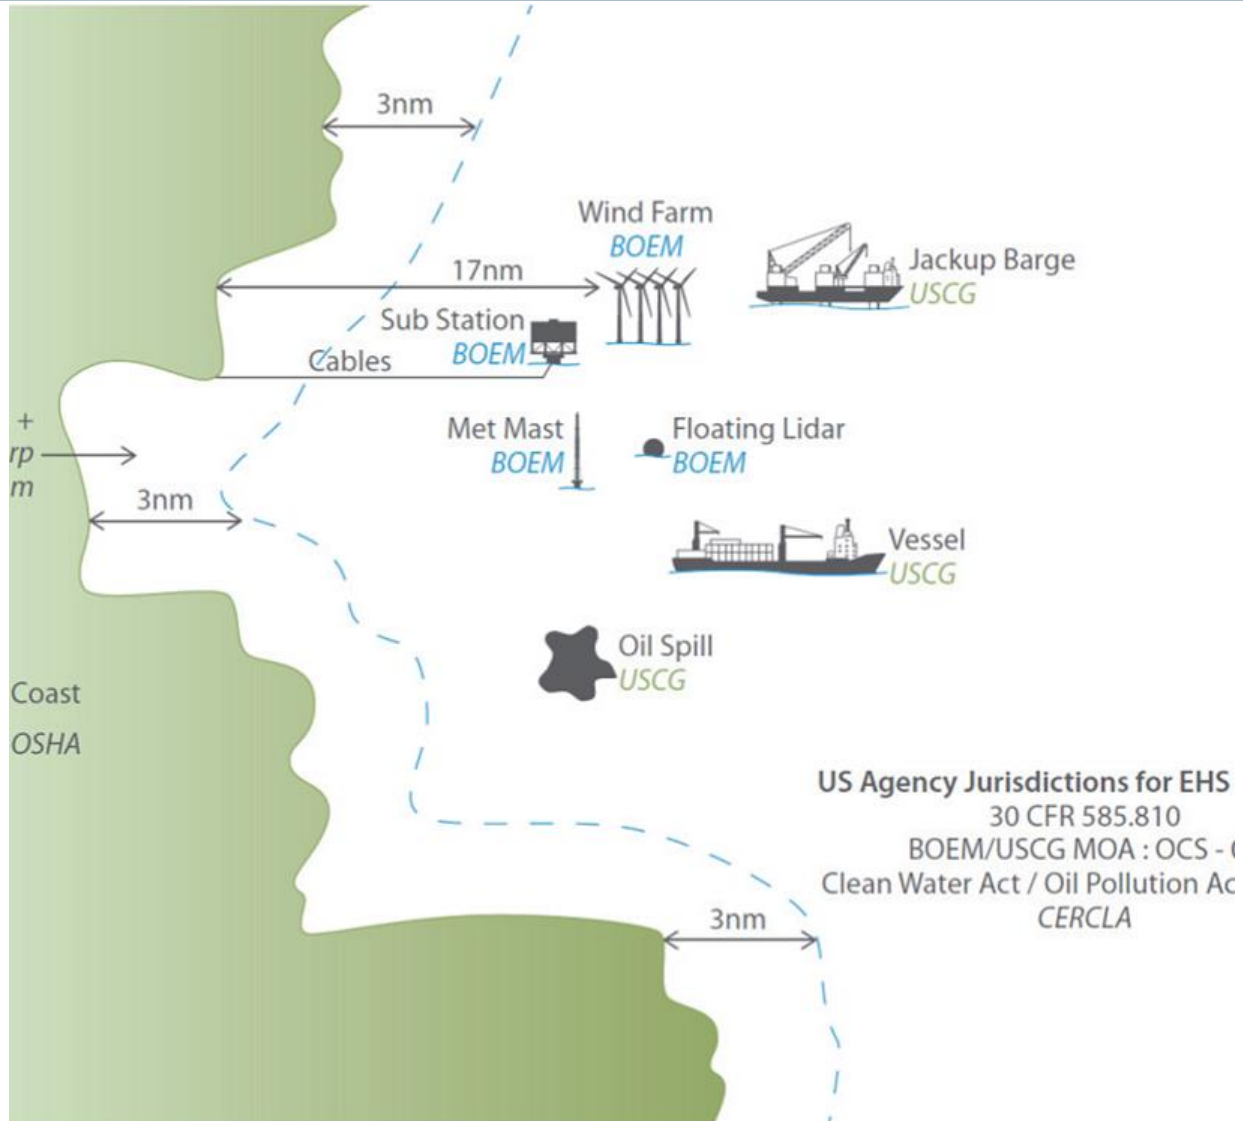 3nm
Wind Farm
BOEM
Jackup Barge
USCG
17nm
Sub Station
BOEM
Cables
+
rp
m
Met Mast
BOEM
Floating Lidar
BOEM
3nm
Vessel
USCG
Oil Spill
USCG
Coast
OSHA
US Agency Jurisdictions for EHS
30 CFR 585.810
BOEM/USCG MOA : OCS -
Clean Water Act / Oil Pollution Ac
CERCLA
3nm